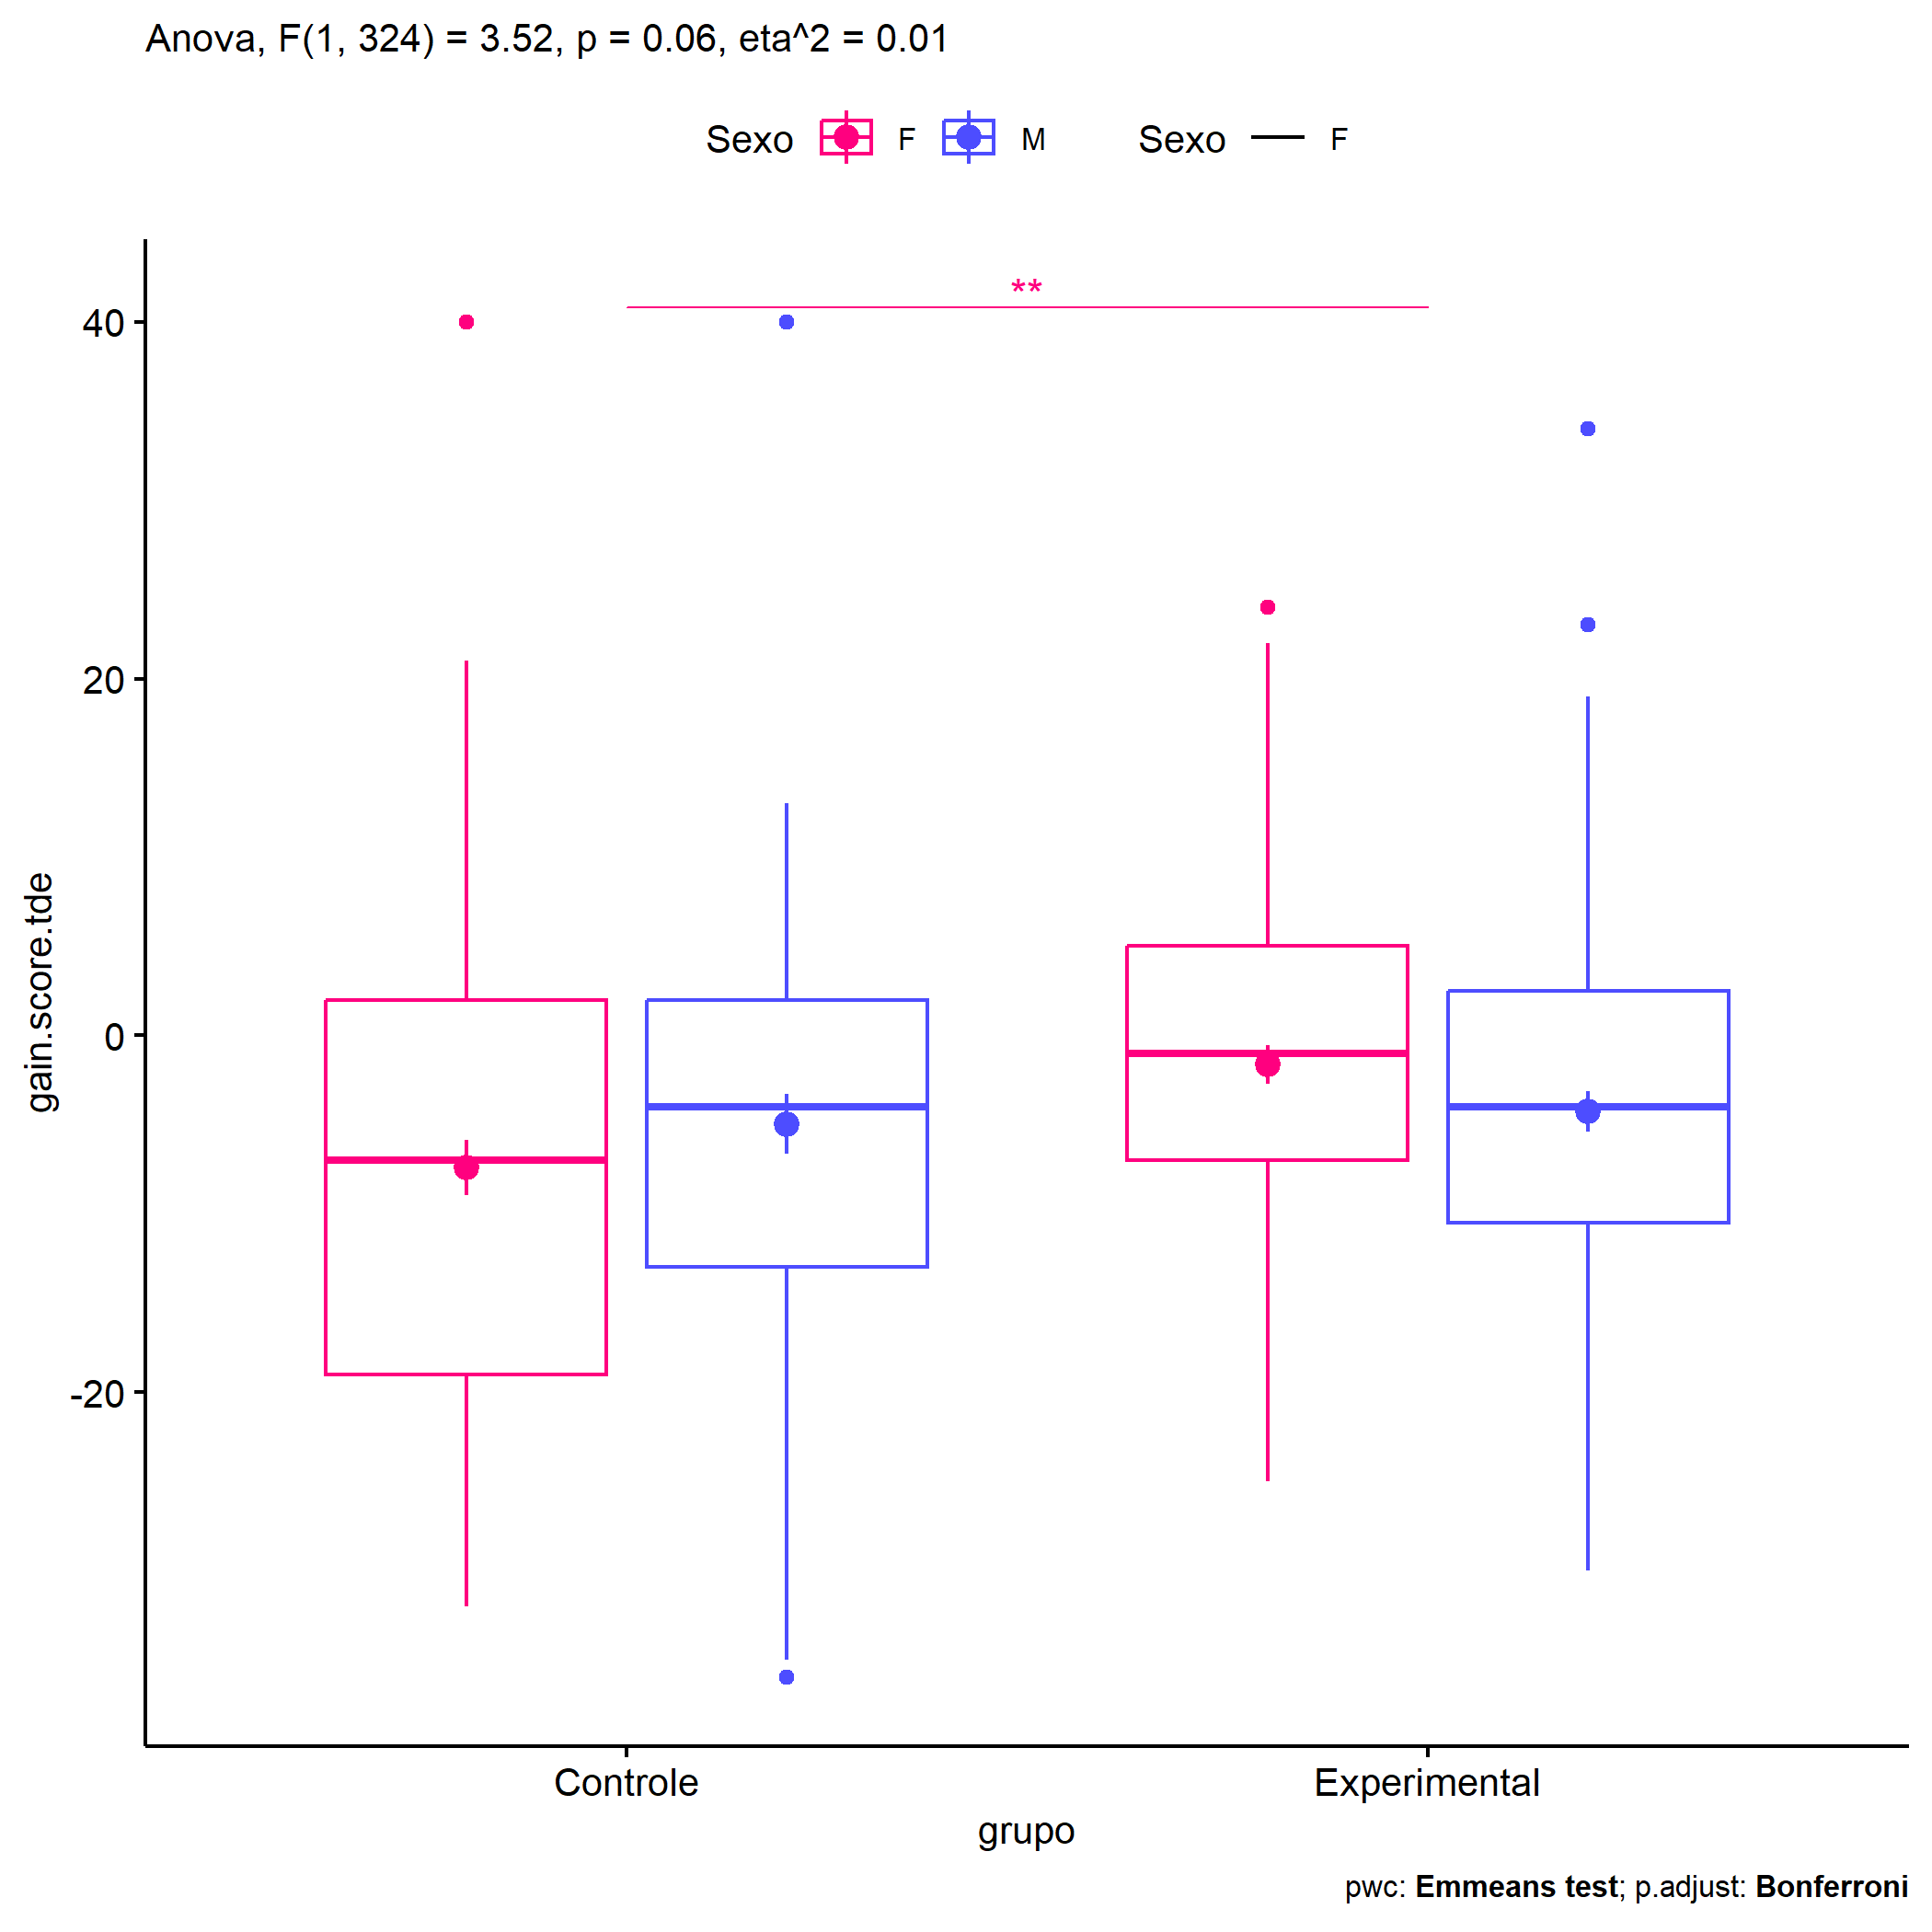 Anova, F(1, 324) = 3.52, p = 0.06, eta^2 = 0.01
Sexo F M Sexo F
**
40
20
0
-20
gain.score.tde
Controle Experimental
grupo
pwc: Emmeans test; p.adjust: Bonferroni